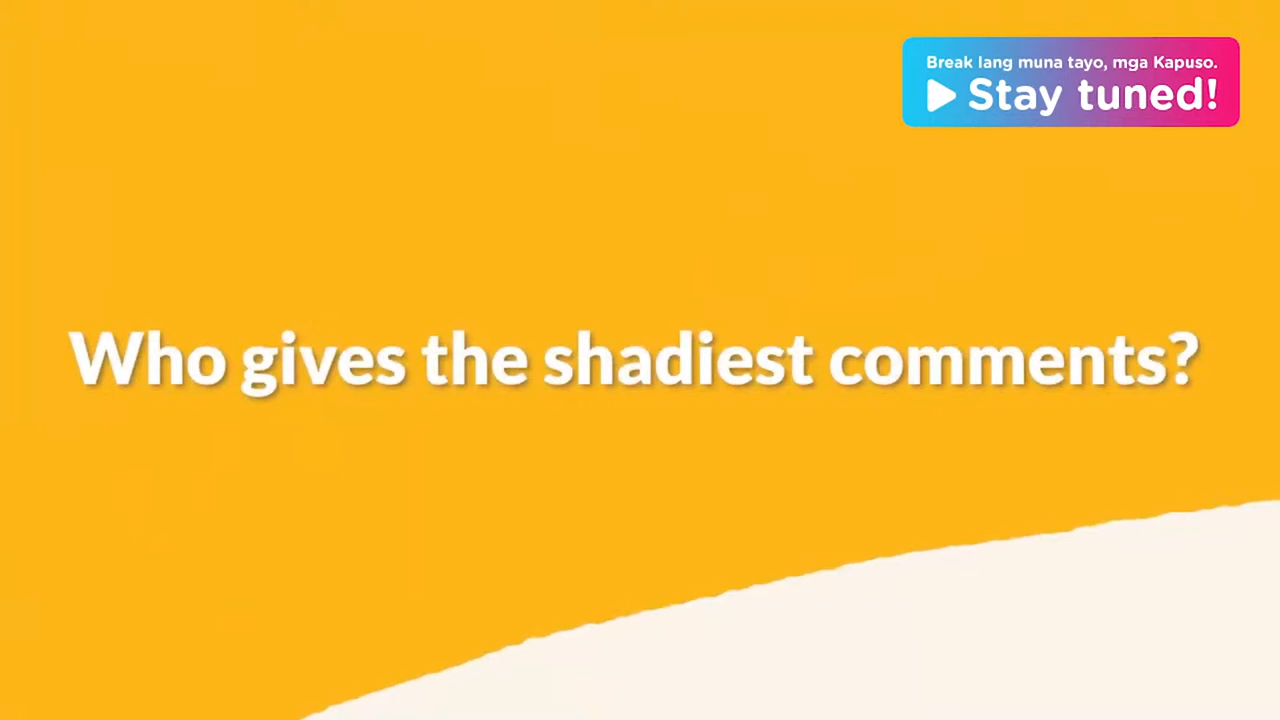 Break lang muna tayo, mga Kapuso.
Stay tuned!
Who gives the shadiest comments?